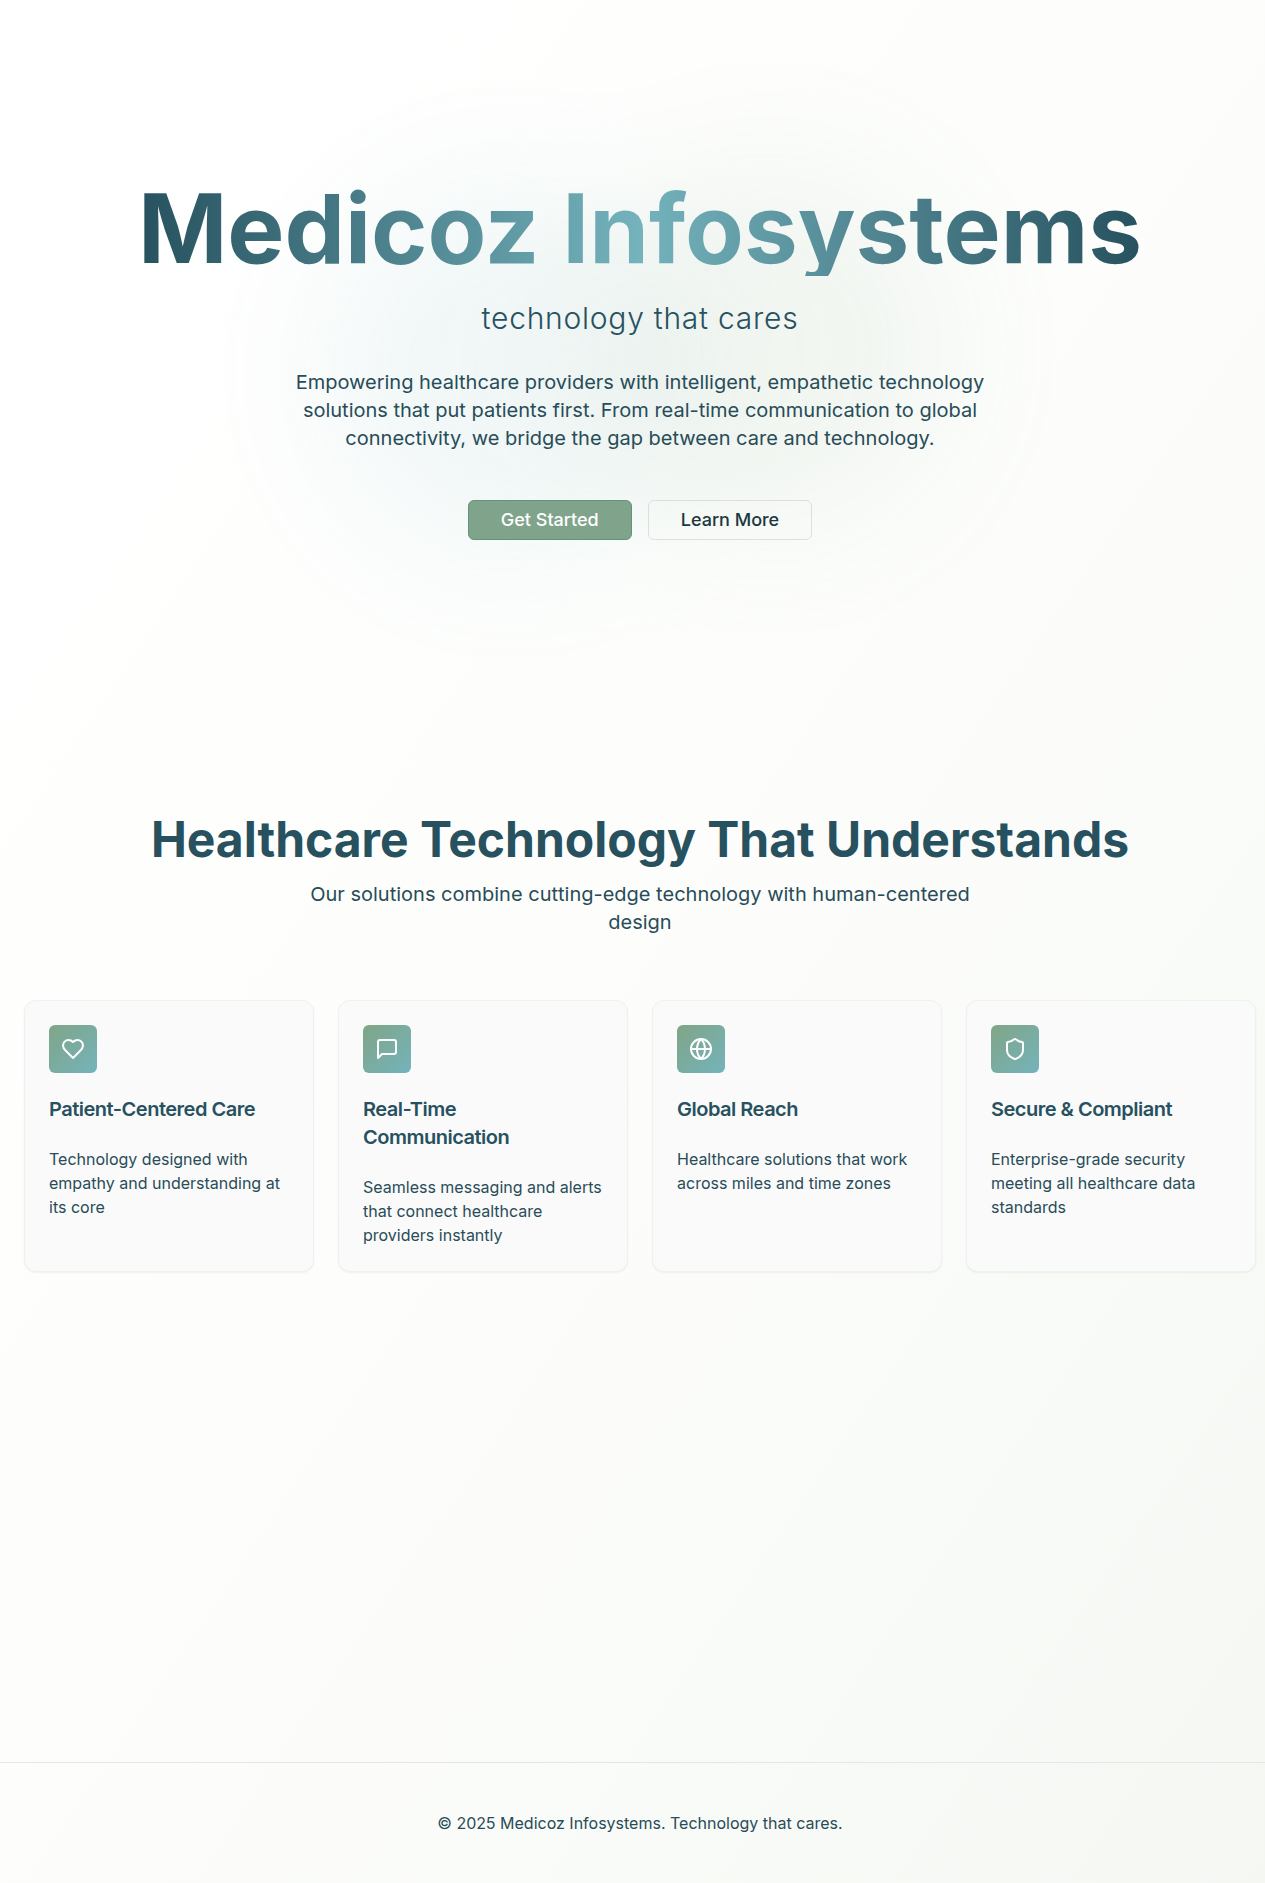 Medicoz Infosystems
technology that cares
Empowering healthcare providers with intelligent, empathetic technology
solutions that put patients first. From real-time communication to global
connectivity, we bridge the gap between care and technology.
Get Started
Learn More
Healthcare Technology That Understands
Our solutions combine cutting-edge technology with human-centered
design
Patient-Centered Care
Technology designed with
empathy and understanding at
its core
Real-Time
Communication
Seamless messaging and alerts
that connect healthcare
providers instantly
Global Reach
Healthcare solutions that work
across miles and time zones
Secure & Compliant
Enterprise-grade security
meeting all healthcare data
standards
© 2025 Medicoz Infosystems. Technology that cares.